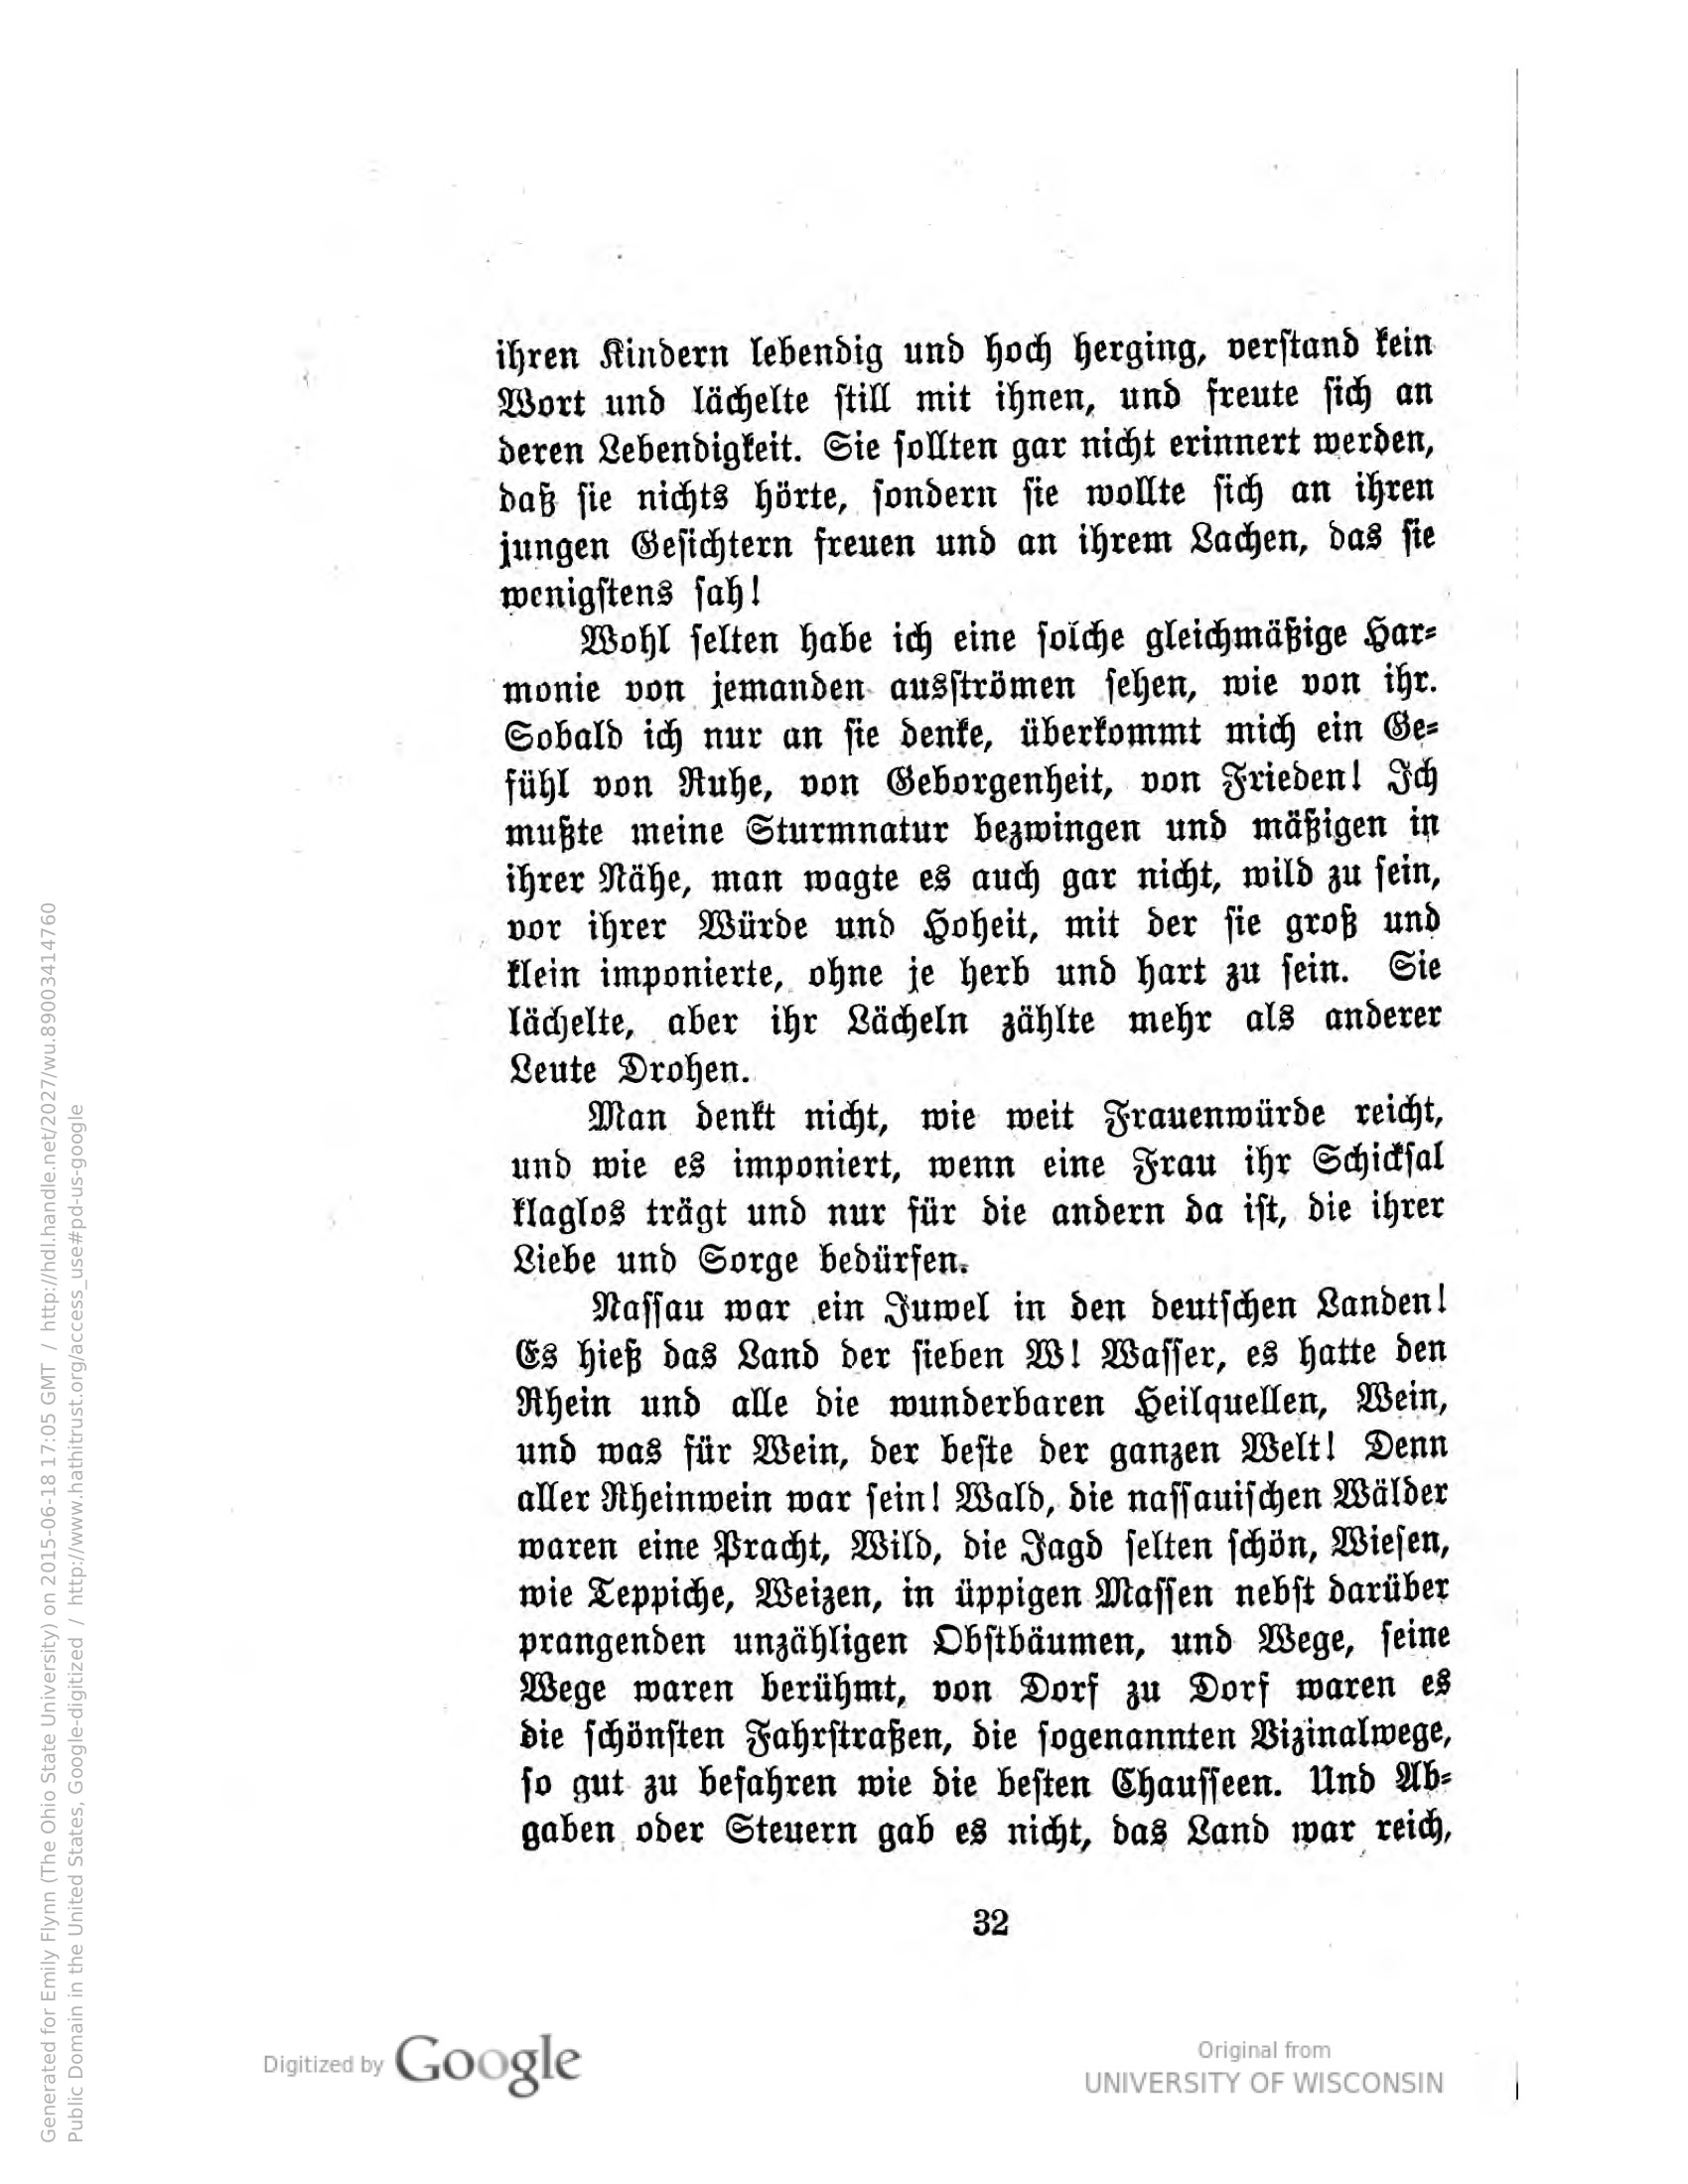 ihren Kindern lebendig und hoch herging, verstand kein
Wort und lächelte still mit ihnen, und freute sich an
deren Lebendigkeit. Sie sollten gar nicht erinnert werden,
daß sie nichts hörte, sondern sie wollte sich an ihren
jungen Gesichtern freuen und an ihrem Lachen, das sie
wenigstens sah!
Wohl selten habe ich eine solche gleichmäßige Har-
monie von jemanden ausströmen sehen, wie von ihr.
Sobald ich nur an sie denke, überkommt mich ein Ge-
fühl von Ruhe, von Geborgenheit, von Frieden! Ich
mußte meine Sturmnatur bezwingen und mäßigen in
ihrer Nähe, man wagte es auch gar nicht, wild zu sein,
vor ihrer Würde und Hoheit, mit der sie groß und
klein imponierte, ohne je herb und hart zu sein. Sie
lächelte, aber ihr Lächeln zählte mehr als anderer
Leute Drohen.
Man denkt nicht, wie weit Frauenwürde reicht,
und wie es imponiert, wenn eine Frau ihr Schicksal
klaglos trägt und nur für die andern da ist, die ihrer
Liebe und Sorge bedürfen.
Nassau war ein Juwel in den deutschen Landen!
Es hieß das Land der sieben W! Wasser, es hatte den
Rhein und alle die wunderbaren Heilquellen, Wein,
und was für Wein, der beste der ganzen Welt! Denn
aller Rheinwein war sein! Wald, die nassauischen Wälder
waren eine Pracht, Wild, die Jagd selten schön, Wiesen,
wie Teppiche, Weizen, in üppigen Massen nebst darüber
prangenden unzähligen Obstbäumen, und Wege, seine
Wege waren berühmt, von Dorf zu Dorf waren es
die schönsten Fahrstraßen, die sogenannten Vizinalwege,
so gut zu befahren wie die besten Chausseen. Und Ab-
gaben oder Steuern gab es nicht, das Land war reich,
32
Digitized by Google
Original from
UNIVERSITY OF WISCONSIN
Generated for Emily Flynn (The Ohio State University) on 2015-06-18 17:05 GMT / http://hdl.handle.net/2027/wu.89003414760
Public Domain in the United States, Google-digitized / http://www.hathitrust.org/access_use#pd-us-google